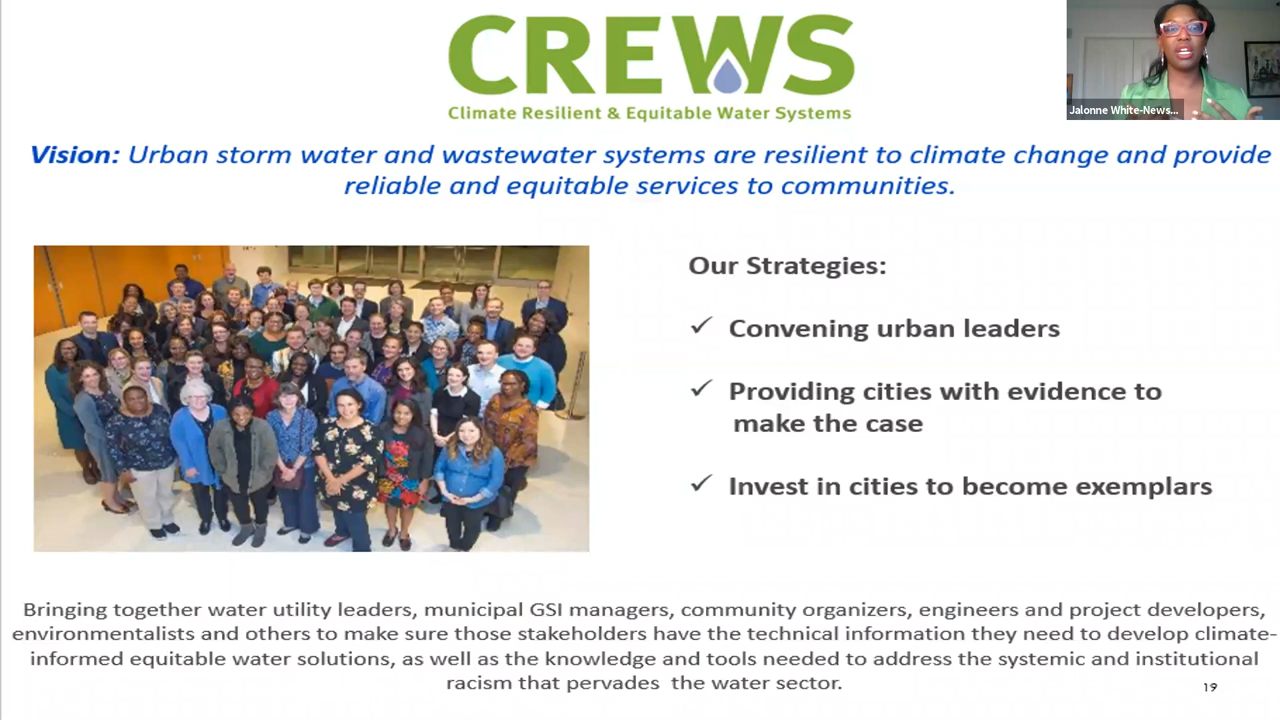 CREWS
Climate Resilient & Equitable Water Systems
Jalonne White-News...
Vision: Urban storm water and wastewater systems are resilient to climate change and provide
reliable and equitable services to communities.
Our Strategies:
✓ Convening urban leaders
✓ Providing cities with evidence to
make the case
✓ Invest in cities to become exemplars
Bringing together water utility leaders, municipal GSI managers, community organizers, engineers and project developers,
environmentalists and others to make sure those stakeholders have the technical information they need to develop climate-
informed equitable water solutions, as well as the knowledge and tools needed to address the systemic and institutional
racism that pervades the water sector.
19